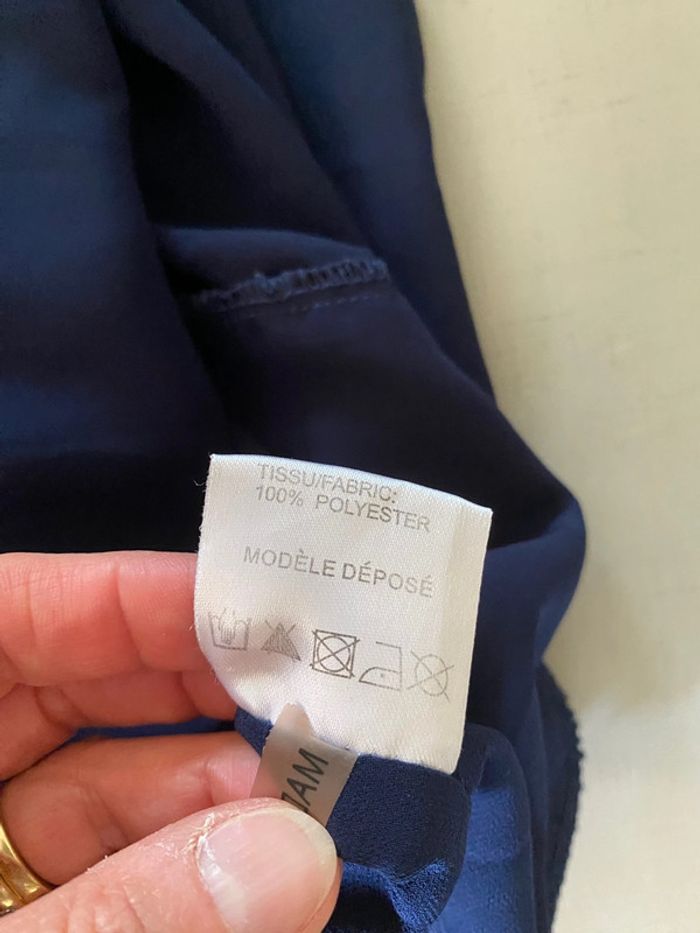 TISSU/FABRIC:
100% POLYESTER
MODÈLE DÉPOSÉ